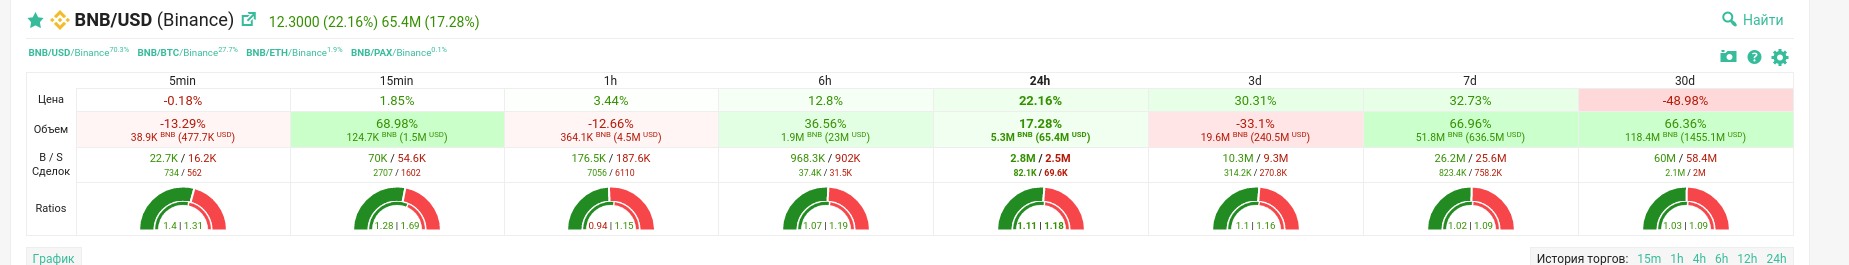 BNB/USD (Binance) 12.3000 (22.16%) 65.4M (17.28%) Найти
BNB/USD/Binance70.3% BNB/BTC/Binance27.7% BNB/ETH/Binance1.9% BNB/PAX/Binance0.1%
5min 15min 1h 6h 24h 3d 7d 30d
Цена -0.18% 1.85% 3.44% 12.8% 22.16% 30.31% 32.73% -48.98%
Объем -13.29% 68.98% -12.66% 36.56% 17.28% -33.1% 66.96% 66.36%
38.9K BNB (477.7K USD) 124.7K BNB (1.5M USD) 364.1K BNB (4.5M USD) 1.9M BNB (23M USD) 5.3M BNB (65.4M USD) 19.6M BNB (240.5M USD) 51.8M BNB (636.5M USD) 118.4M BNB (1455.1M USD)
B / S 22.7K / 16.2K 70K / 54.6K 176.5K / 187.6K 968.3K / 902K 2.8M / 2.5M 10.3M / 9.3M 26.2M / 25.6M 60M / 58.4M
Сделок 734 / 562 2707 / 1602 7056 / 6110 37.4K / 31.5K 82.1K / 69.6K 314.2K / 270.8K 823.4K / 758.2K 2.1M / 2M
Ratios 1.4 | 1.31 1.28 | 1.69 0.94 | 1.15 1.07 | 1.19 1.11 | 1.18 1.1 | 1.16 1.02 | 1.09 1.03 | 1.09
График История торгов: 15m 1h 4h 6h 12h 24h